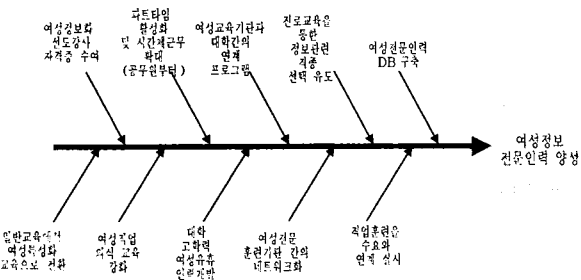 여성정보화
선도강사
자격증 수여
파트타임
활성화
및 시간제근무
확대
(공무원부터)
여성교육기관과
대학간의
연계
프로그램
진로교육을
통한
정보관련
직종
선택 유도
여성전문인력
DB 구축
여성정보
전문인력 양성
일반교육에서
여성특성화
교육으로 전환
여성직업
의식 교육
강화
대학
고학력
여성유휴
인력개발
여성전문
훈련기관 간의
네트워크화
직업훈련을
수요와
연계 실시